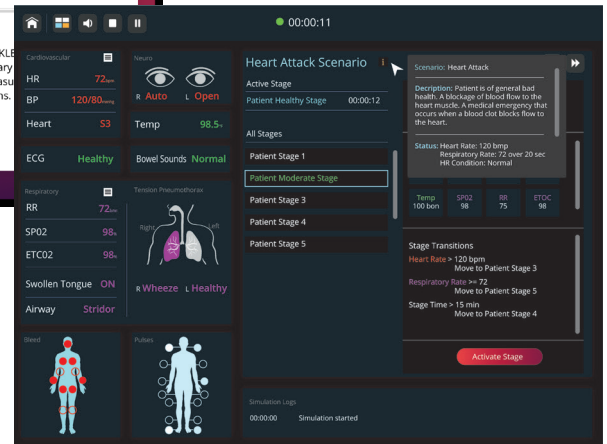 00:00:11
Cardiovascular
HR 72bpm
BP 120/80mmHg
Heart S3
ECG Healthy
Neuro
R Auto L Open
Temp 98.5
Bowel Sounds Normal
Respiratory
RR 72
SP02 98%
ETC02 98%
Swollen Tongue ON
Airway Stridor
Tension Pneumothorax
Right Left
R Wheeze L Healthy
Bleed
Pulses
Heart Attack Scenario i
Active Stage
Patient Healthy Stage 00:00:12
All Stages
Patient Stage 1
Patient Moderate Stage
Patient Stage 3
Patient Stage 4
Patient Stage 5
Scenario: Heart Attack
Decription: Patient is of general bad
health. A blockage of blood flow to the
heart muscle. A medical emergency that
occurs when a blood clot blocks flow to
the heart.
Status: Heart Rate: 120 bmp
Respiratory Rate: 72 over 20 sec
HR Condition: Normal
Temp SP02 RR ETOC
100 bon 98 75 98
Stage Transitions
Heart Rate > 120 bpm
Move to Patient Stage 3
Respiratory Rate >= 72
Move to Patient Stage 5
Stage Time > 15 min
Move to Patient Stage 4
Activate Stage
Simulation Logs
00:00:00 Simulation started